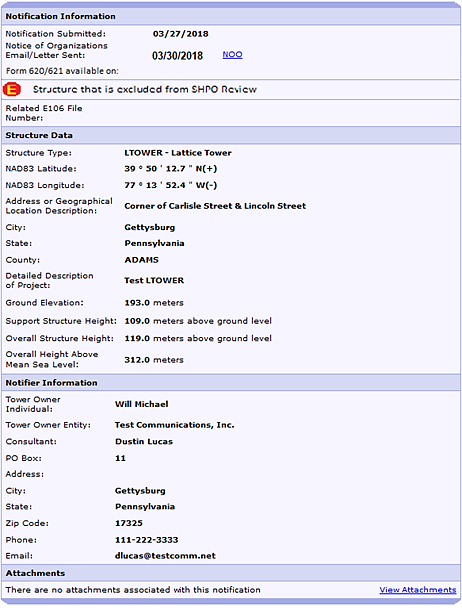 Notification Information
Notification Submitted: 03/27/2018
Notice of Organizations
Email/Letter Sent: 03/30/2018 NOO
Form 620/621 available on:
E Structure that is excluded from SHPO Review
Related E106 File
Number:
Structure Data
Structure Type: LTOWER - Lattice Tower
NAD83 Latitude: 39 ° 50 ' 12.7 " N(+)
NAD83 Longitude: 77 ° 13 ' 52.4 " W(-)
Address or Geographical
Location Description: Corner of Carlisle Street & Lincoln Street
City: Gettysburg
State: Pennsylvania
County: ADAMS
Detailed Description
of Project: Test LTOWER
Ground Elevation: 193.0 meters
Support Structure Height: 109.0 meters above ground level
Overall Structure Height: 119.0 meters above ground level
Overall Height Above
Mean Sea Level: 312.0 meters
Notifier Information
Tower Owner
Individual: Will Michael
Tower Owner Entity: Test Communications, Inc.
Consultant: Dustin Lucas
PO Box: 11
Address:
City: Gettysburg
State: Pennsylvania
Zip Code: 17325
Phone: 111-222-3333
Email: dlucas@testcomm.net
Attachments
There are no attachments associated with this notification View Attachments